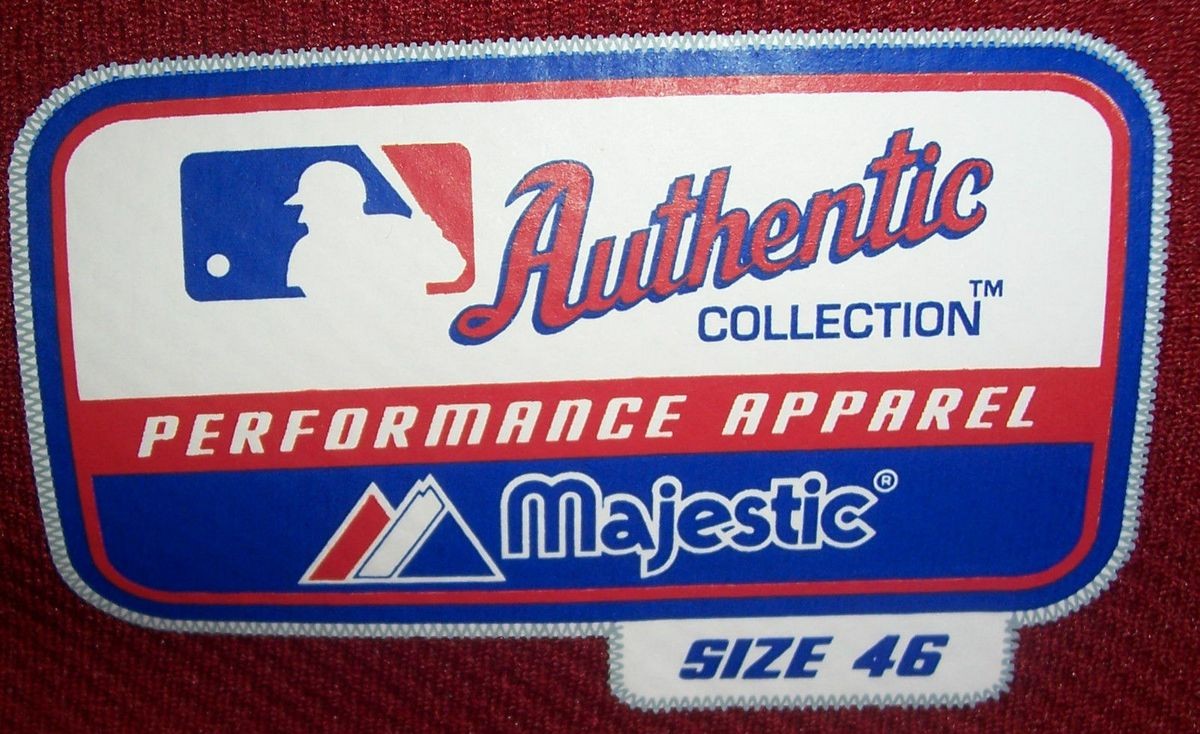 Authentic
COLLECTION™
PERFORMANCE APPAREL
Majestic®
SIZE 46